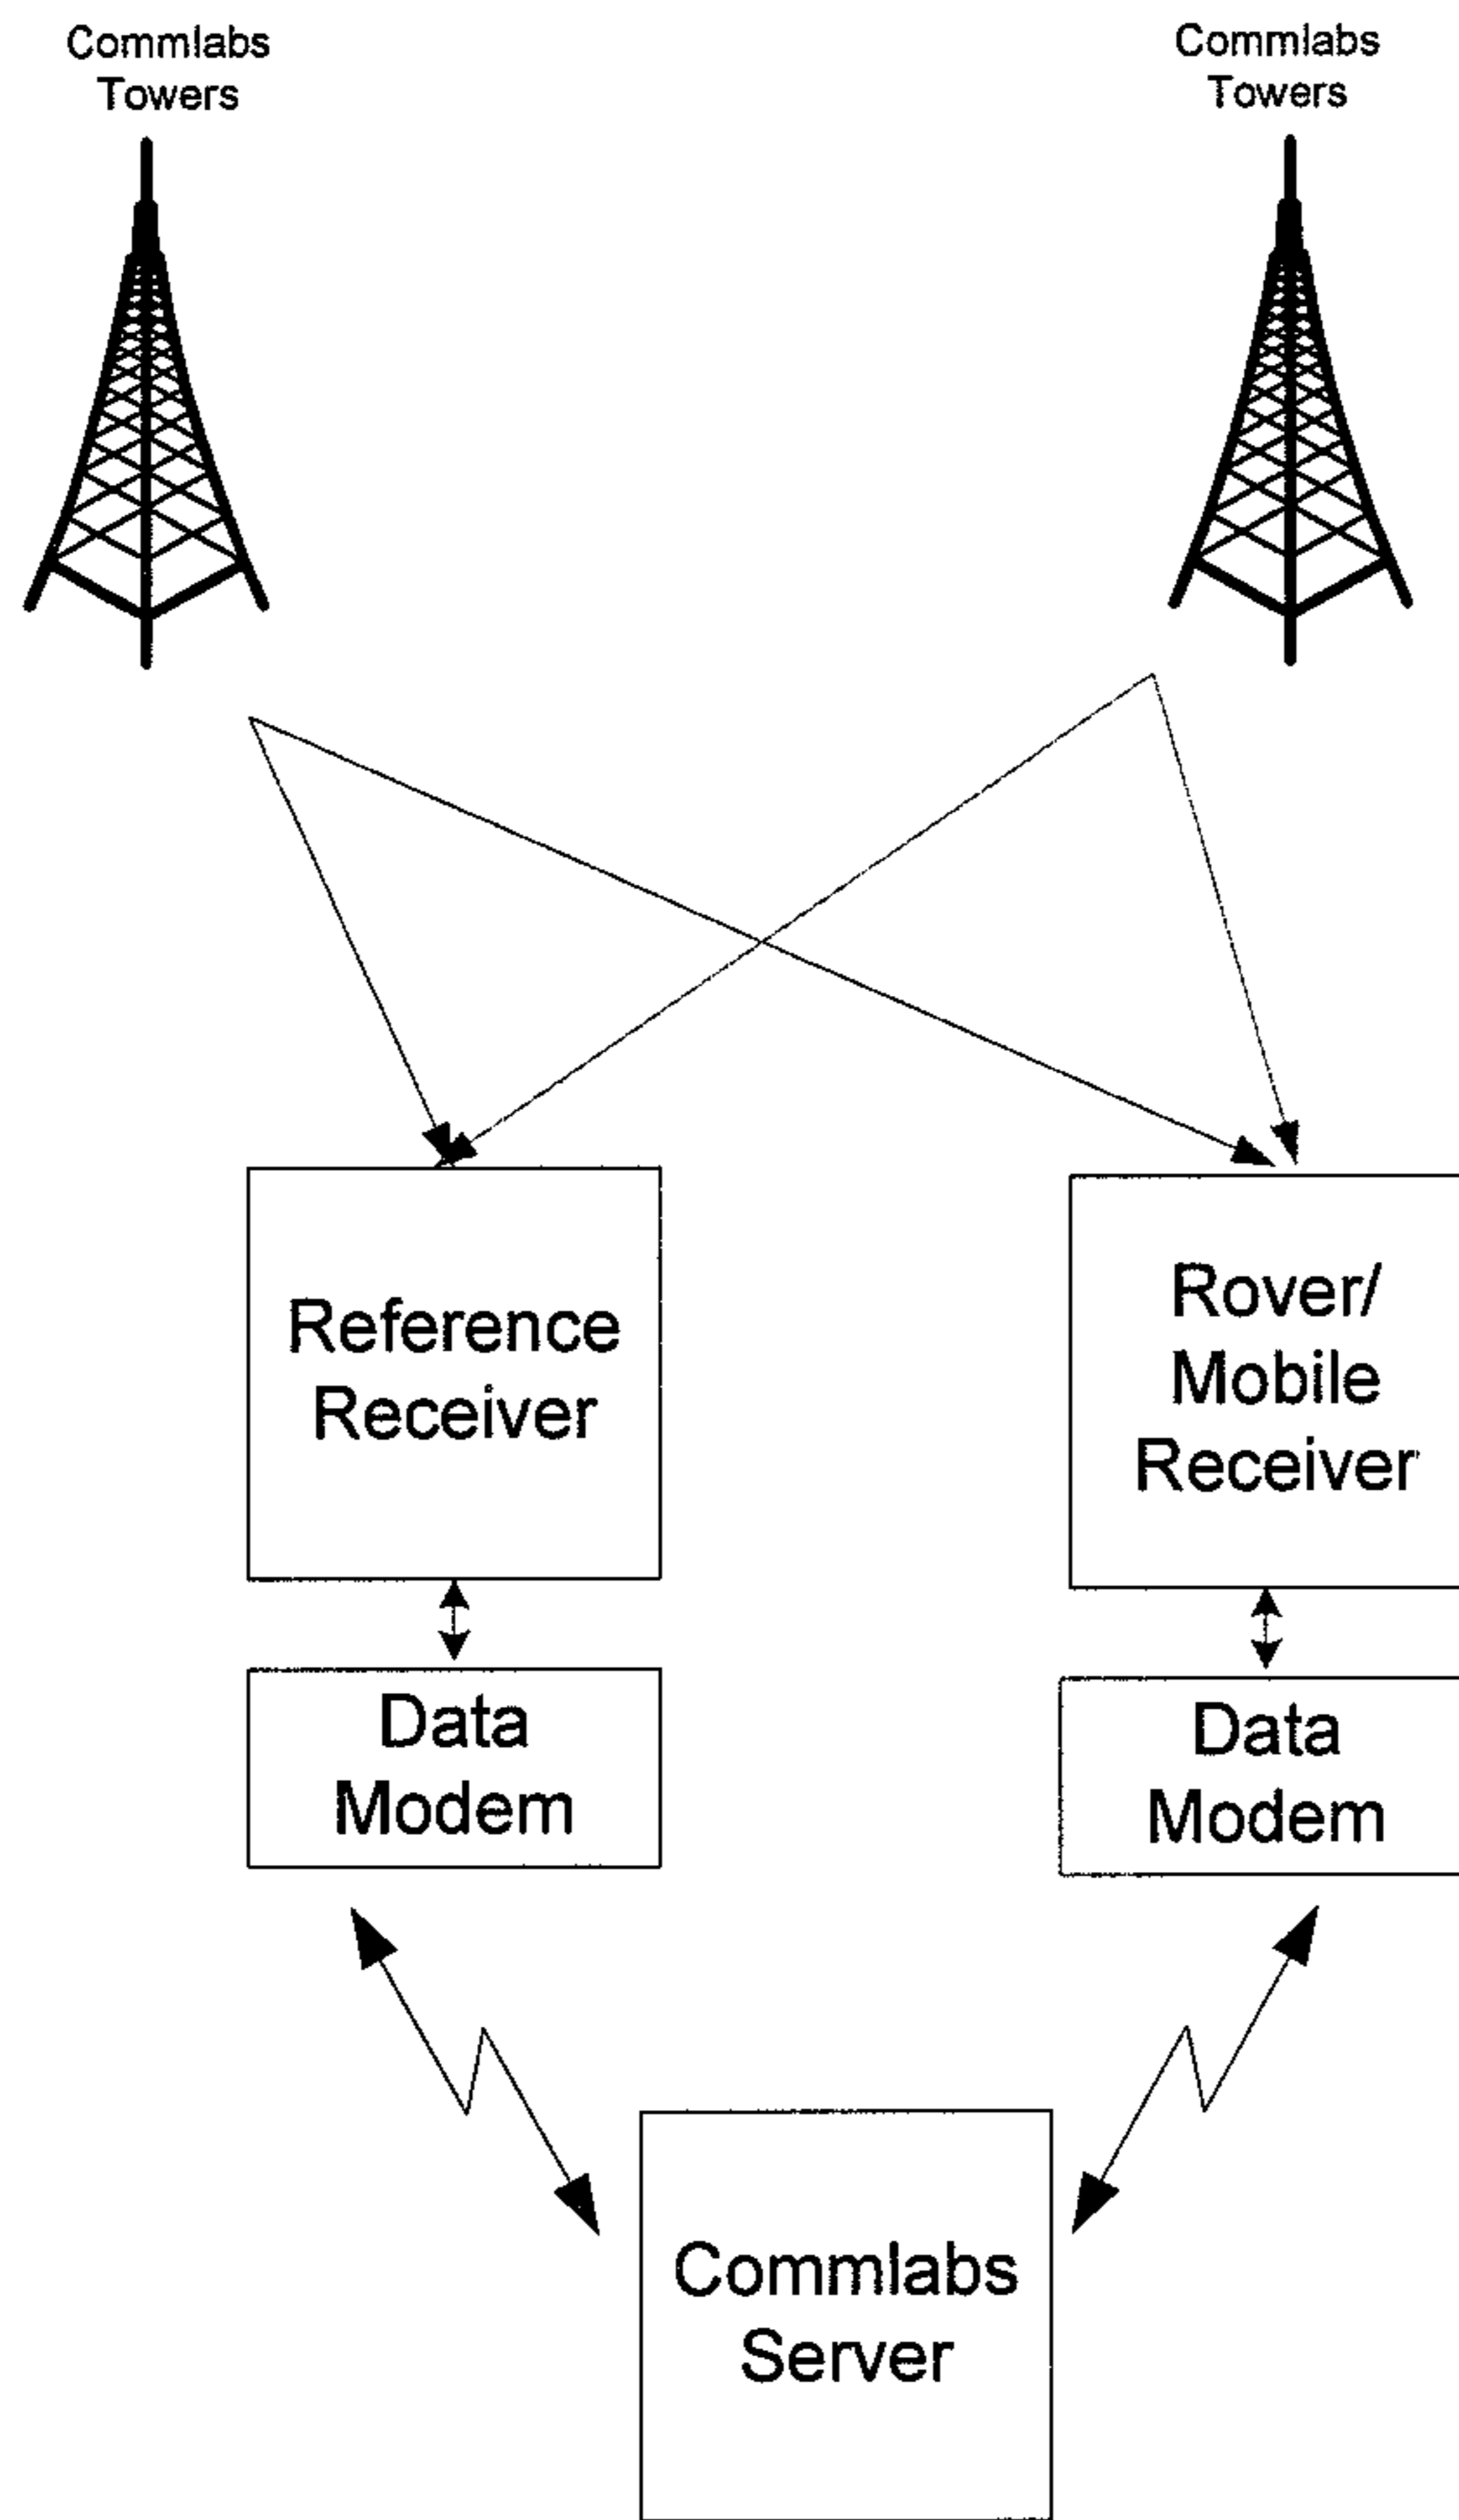 Commlabs
Towers
Commlabs
Towers
Reference
Receiver
Rover/
Mobile
Receiver
Data
Modem
Data
Modem
Commlabs
Server